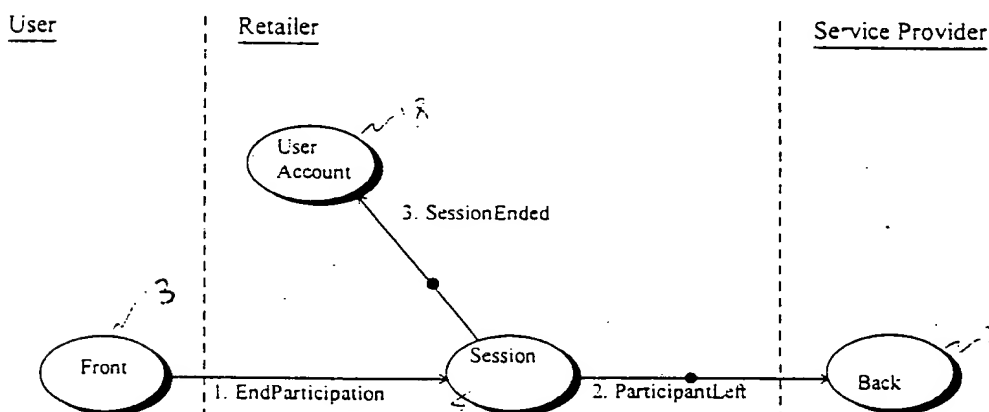 User
Retailer
Service Provider
User
Account
3. SessionEnded
3
Front
Session
Back
1. EndParticipation
2. ParticipantLeft